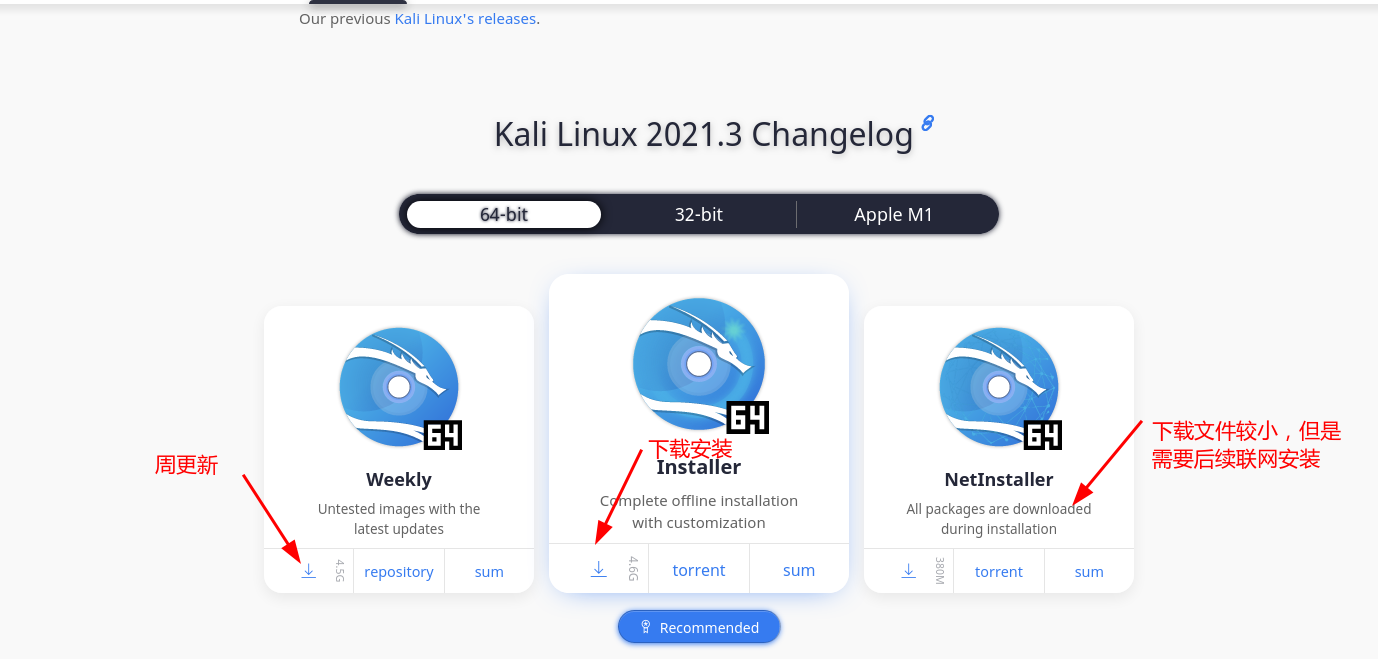 Our previous Kali Linux's releases.
Kali Linux 2021.3 Changelog
64-bit
32-bit
Apple M1
64
Weekly
Untested images with the
latest updates
4.5G
repository
sum
周更新
64
下载安装
Installer
Complete offline installation
with customization
4.6G
torrent
sum
Recommended
64
NetInstaller
All packages are downloaded
during installation
380M
torrent
sum
下载文件较小，但是
需要后续联网安装